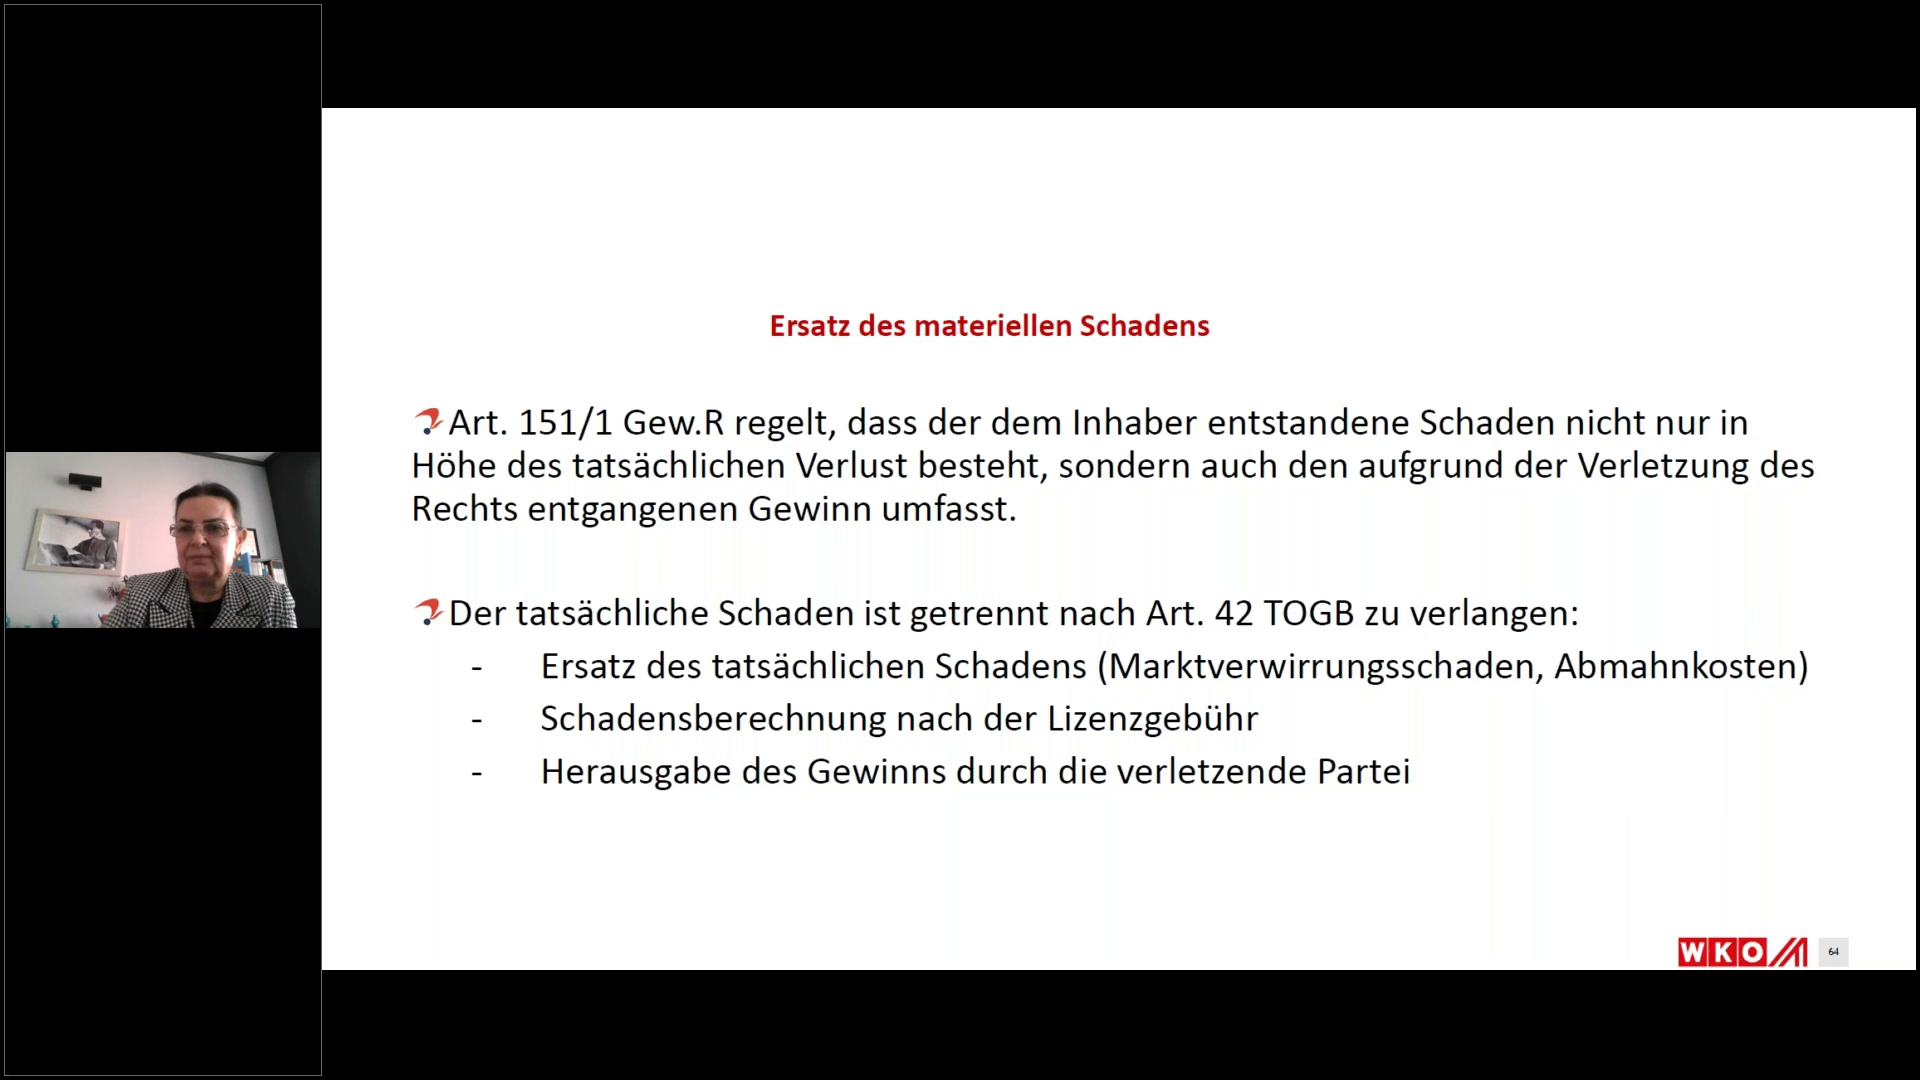 Ersatz des materiellen Schadens
Art. 151/1 Gew.R regelt, dass der dem Inhaber entstandene Schaden nicht nur in
Höhe des tatsächlichen Verlust besteht, sondern auch den aufgrund der Verletzung des
Rechts entgangenen Gewinn umfasst.
Der tatsächliche Schaden ist getrennt nach Art. 42 TOGB zu verlangen:
- Ersatz des tatsächlichen Schadens (Marktverwirrungsschaden, Abmahnkosten)
- Schadensberechnung nach der Lizenzgebühr
- Herausgabe des Gewinns durch die verletzende Partei
WKO 64